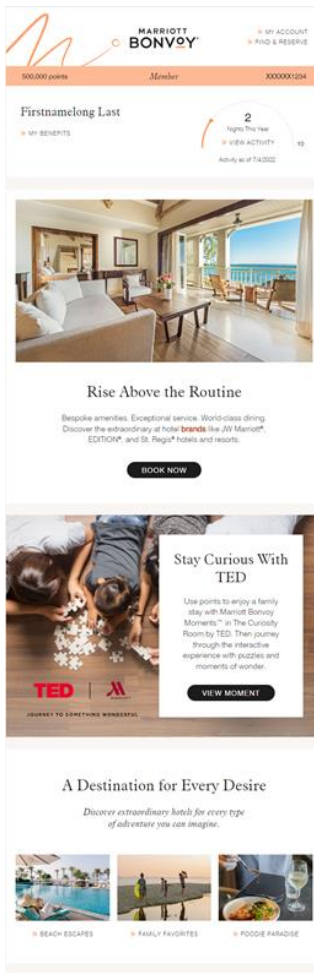 MARRIOTT
BONVOY
» MY ACCOUNT
» FIND & RESERVE
500,000 points
Member
XXXXXX1204
Firstnamelong Last
» MY BENEFITS
2
Nights This Year
» VIEW ACTIVITY
10
Activity as of 7/4/2022
Rise Above the Routine
Bespoke amenities. Exceptional service. World-class dining.
Discover the extraordinary at hotel brands like JW Marriott®,
EDITION®, and St. Regis® hotels and resorts.
BOOK NOW
Stay Curious With
TED
Use points to enjoy a family
stay with Marriott Bonvoy
Moments™ in The Curiosity
Room by TED. Then journey
through the interactive
experience with puzzles and
moments of wonder.
VIEW MOMENT
TED
MARRIOTT
JOURNEY TO SOMETHING WONDERFUL
A Destination for Every Desire
Discover extraordinary hotels for every type
of adventure you can imagine.
» BEACH ESCAPES
» FAMILY FAVORITES
» FOODIE PARADISE